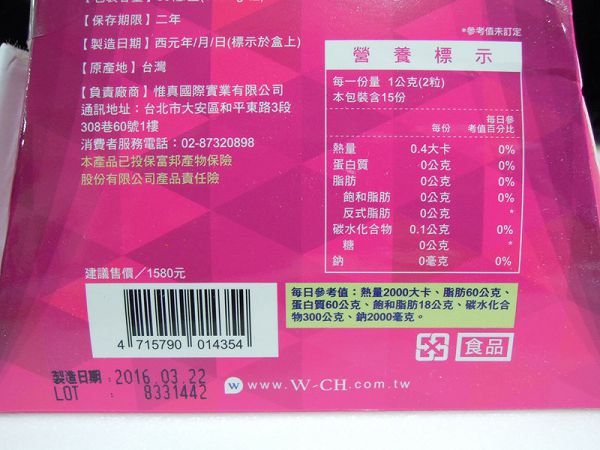 【保存期限】二年
【製造日期】西元年/月/日(標示於盒上)
【原產地】台灣
【負責廠商】惟真國際實業有限公司
通訊地址：台北市大安區和平東路3段
308巷60號1樓
消費者服務電話：02-87320898
本產品已投保富邦產物保險
股份有限公司產品責任險
建議售價／1580元
4 715790 014354
製造日期 : 2016.03.22
LOT : 8331442
*參考值未訂定
營養標示
每一份量 1公克(2粒)
本包裝含15份
每份 每日參考值百分比
熱量 0.4大卡 0%
蛋白質 0公克 0%
脂肪 0公克 0%
飽和脂肪 0公克 0%
反式脂肪 0公克 *
碳水化合物 0.1公克 0%
糖 0公克 *
鈉 0毫克 0%
每日參考值：熱量2000大卡、脂肪60公克、
蛋白質60公克、飽和脂肪18公克、碳水化合
物300公克、鈉2000毫克。
食品
w www.W-CH.com.tw